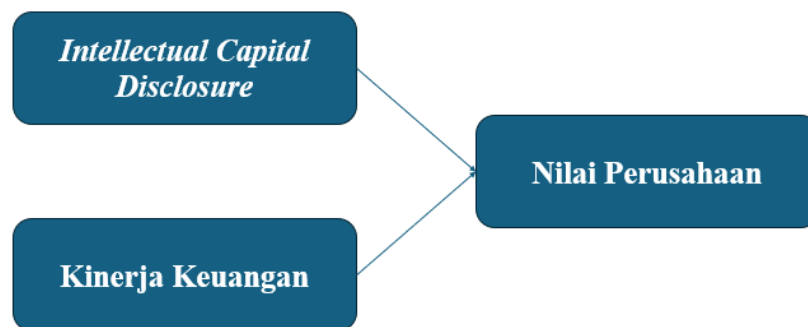 Intellectual Capital
Disclosure
Nilai Perusahaan
Kinerja Keuangan